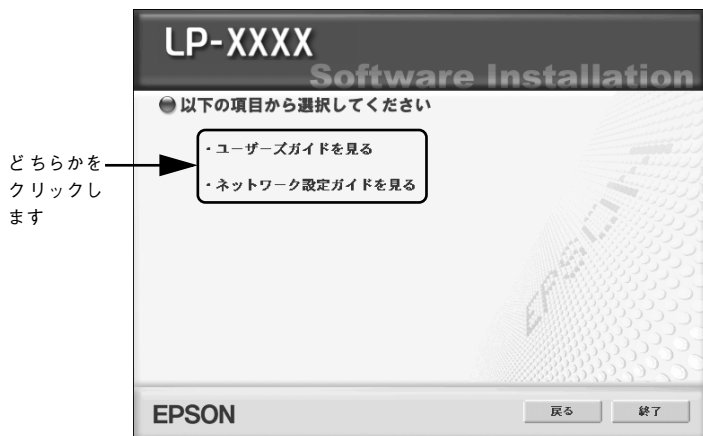 LP-XXXX
Software Installation
以下の項目から選択してください
・ユーザーズガイドを見る
・ネットワーク設定ガイドを見る
どちらかを
クリックし
ます
EPSON
EPSON
戻る
終了